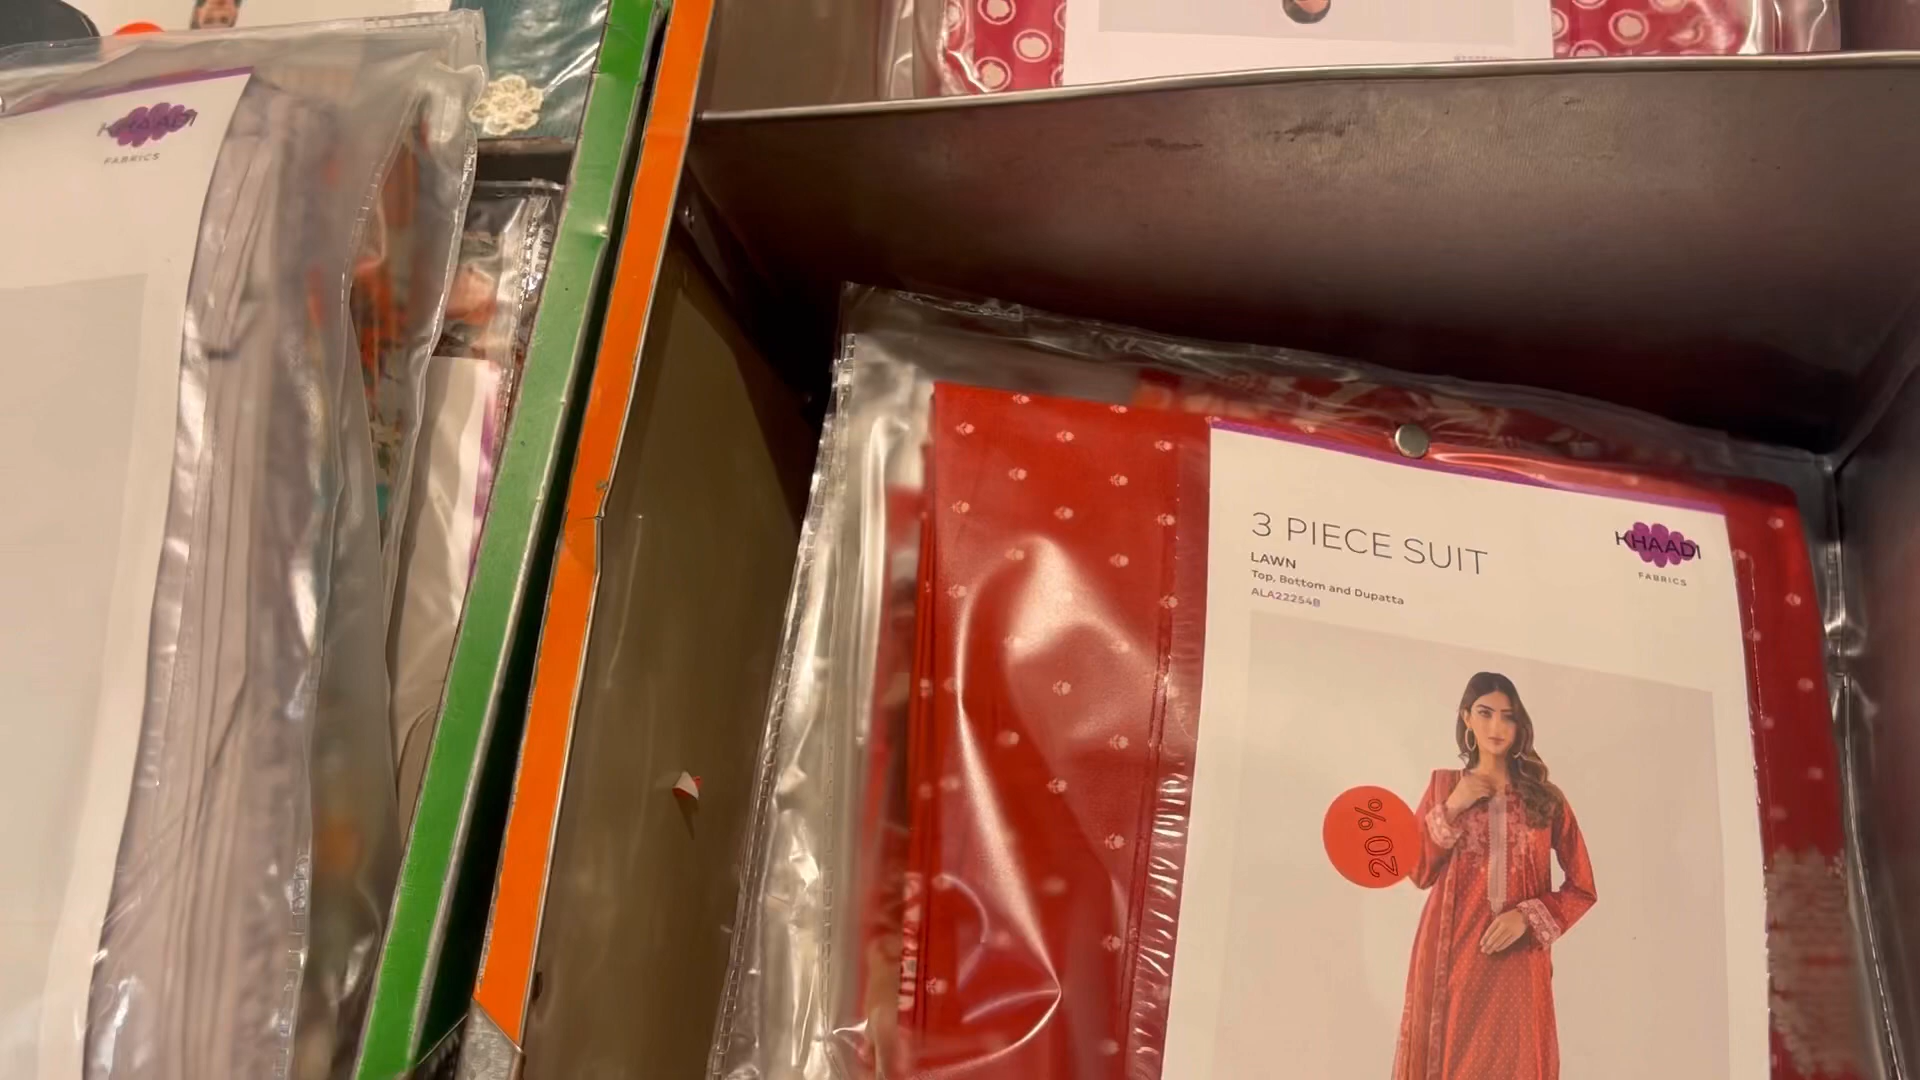 KHAADI
FABRICS
3 PIECE SUIT
LAWN
Top, Bottom and Dupatta
ALA22254B
KHAADI
FABRICS
20%